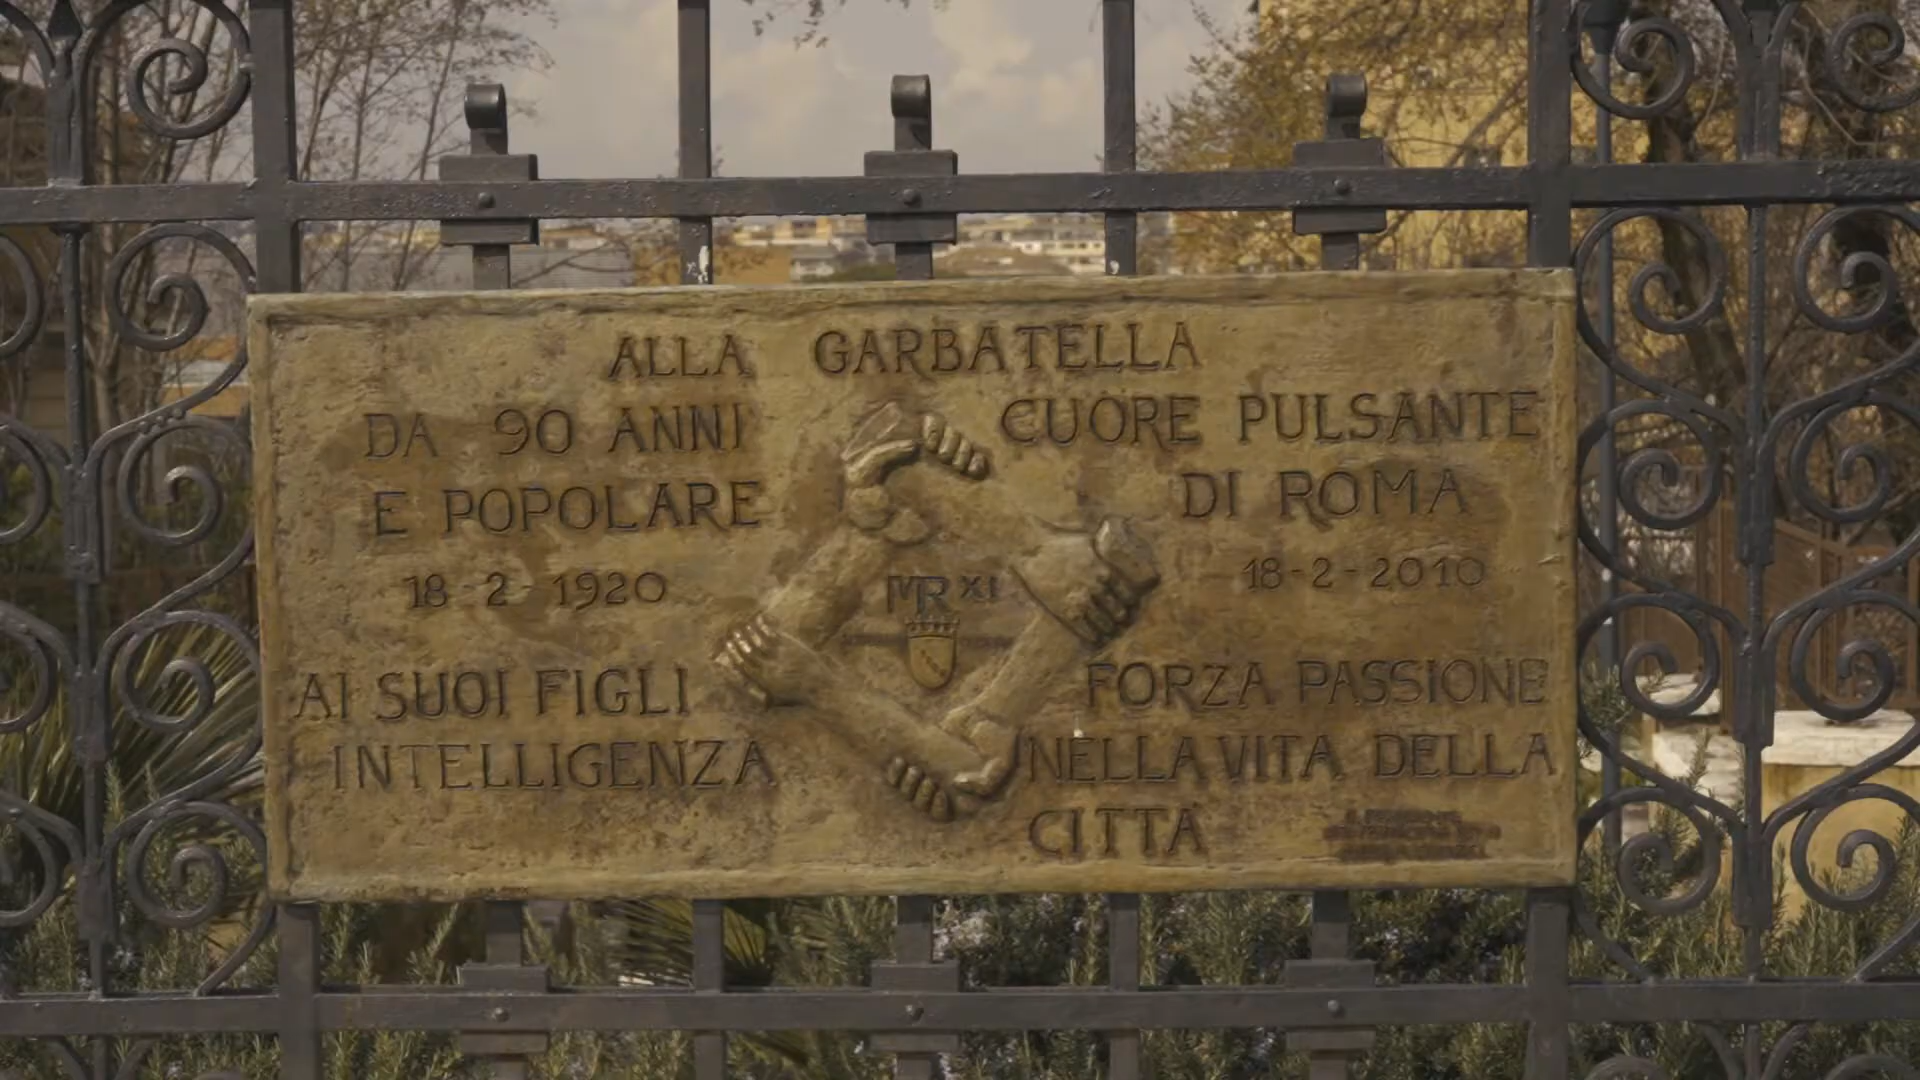 ALLA GARBATELLA
DA 90 ANNI CUORE PULSANTE
E POPOLARE DI ROMA
18-2-1920 18-2-2010
MR XI
AI SUOI FIGLI FORZA PASSIONE
INTELLIGENZA NELLA VITA DELLA
CITTA